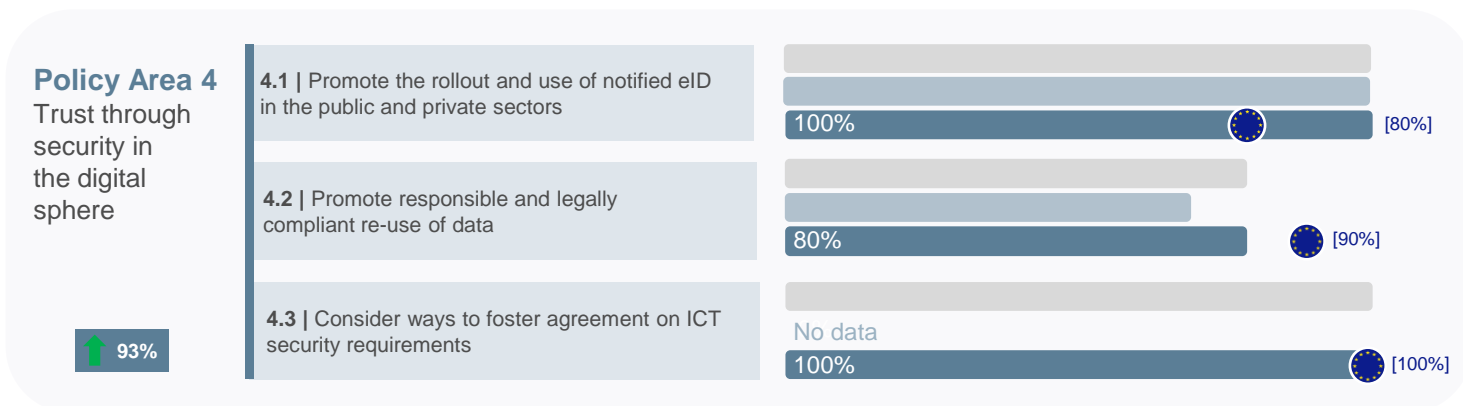 Policy Area 4
Trust through
security in
the digital
sphere
93%
4.1 | Promote the rollout and use of notified eID
in the public and private sectors
100%
[80%]
4.2 | Promote responsible and legally
compliant re-use of data
80%
[90%]
4.3 | Consider ways to foster agreement on ICT
security requirements
No data
100%
[100%]